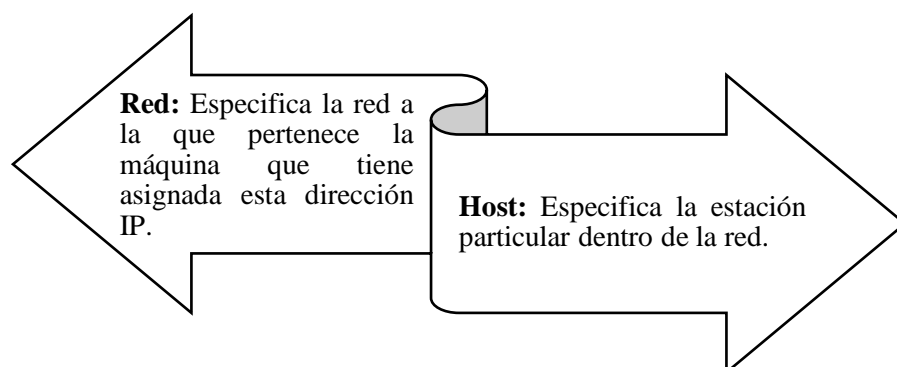 Red: Especifica la red a
la que pertenece la
máquina que tiene
asignada esta dirección
IP.
Host: Especifica la estación
particular dentro de la red.